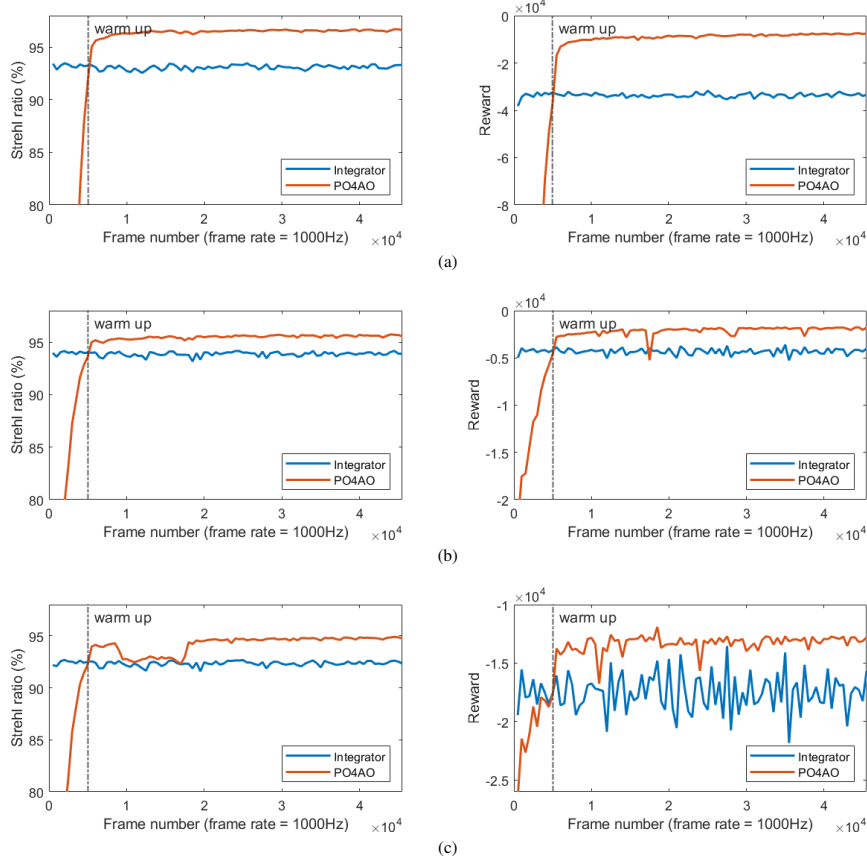 warm up
95
90
85
80
Strehl ratio (%)
Integrator
PO4AO
0 1 2 3 4
Frame number (frame rate = 1000Hz) ×10^4
×10^4
0
-2
-4
-6
-8
Reward
warm up
Integrator
PO4AO
0 1 2 3 4
Frame number (frame rate = 1000Hz) ×10^4
(a)
warm up
95
90
85
80
Strehl ratio (%)
Integrator
PO4AO
0 1 2 3 4
Frame number (frame rate = 1000Hz) ×10^4
×10^4
0
-0.5
-1
-1.5
-2
Reward
warm up
Integrator
PO4AO
0 1 2 3 4
Frame number (frame rate = 1000Hz) ×10^4
(b)
warm up
95
90
85
80
Strehl ratio (%)
Integrator
PO4AO
0 1 2 3 4
Frame number (frame rate = 1000Hz) ×10^4
-1 ×10^4
-1.5
-2
-2.5
Reward
warm up
Integrator
PO4AO
0 1 2 3 4
Frame number (frame rate = 1000Hz) ×10^4
(c)